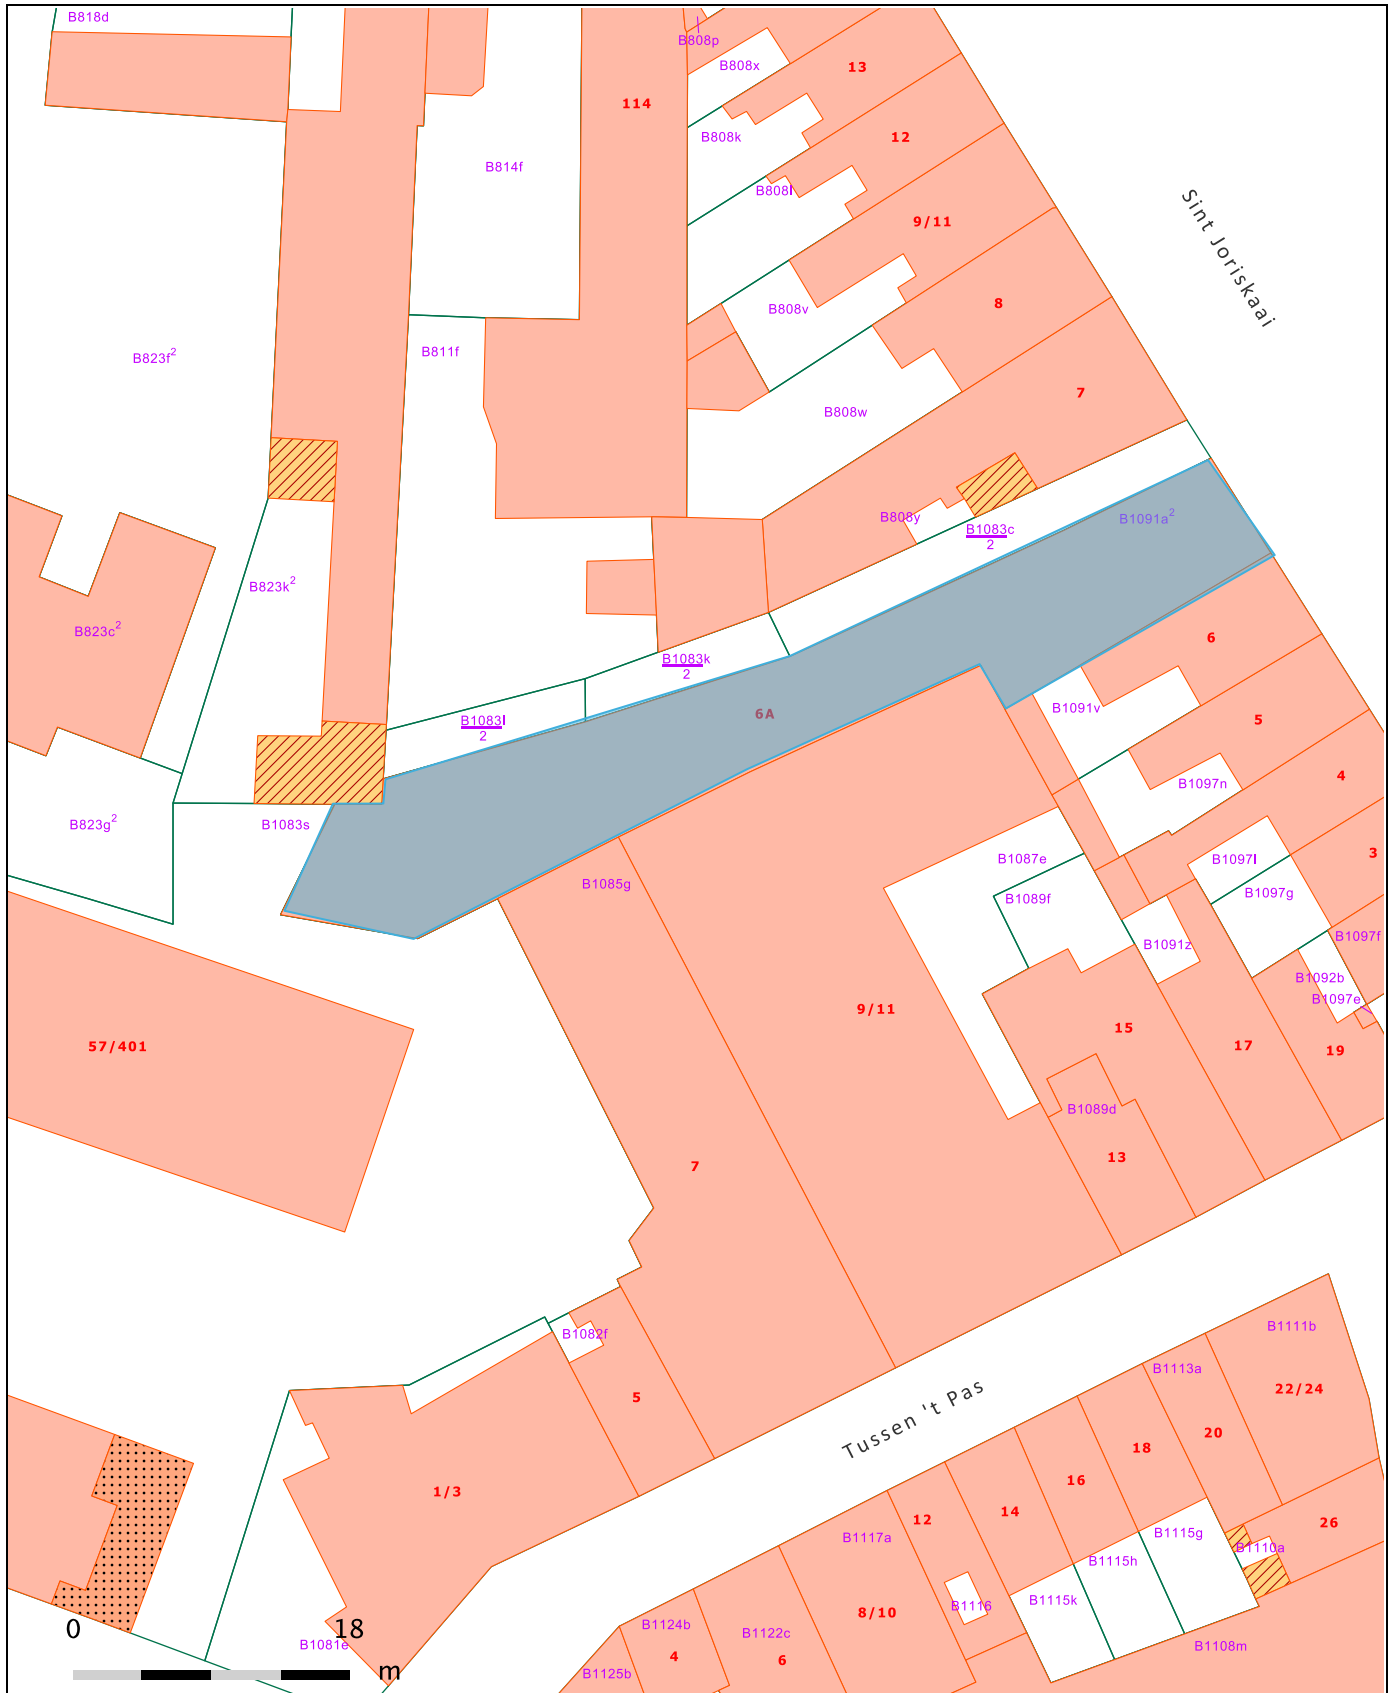 B818d
B808p
B808x
13
114
B808k
12
B814f
B808l
9/11
Sint Joriskaai
8
B808v
B823f²
B811f
7
B808w
B808y
B1083c
2
B1091a²
B823k²
B823c²
6
B1083k
2
B1091v
6A
5
B1083l
2
4
B1097n
B823g²
B1083s
3
B1087e
B1097l
B1085g
B1097g
B1089f
B1097f
B1091z
B1092b
B1097e
9/11
15
57/401
17
19
B1089d
13
7
B1111b
B1082f
B1113a
22/24
5
Tussen 't Pas
20
18
16
1/3
14
12
26
B1117a
B1115g
B1110a
B1115h
B1115k
B1116
8/10
B1124b
B1122c
0
18
B1081e
B1108m
4
6
m
B1125b